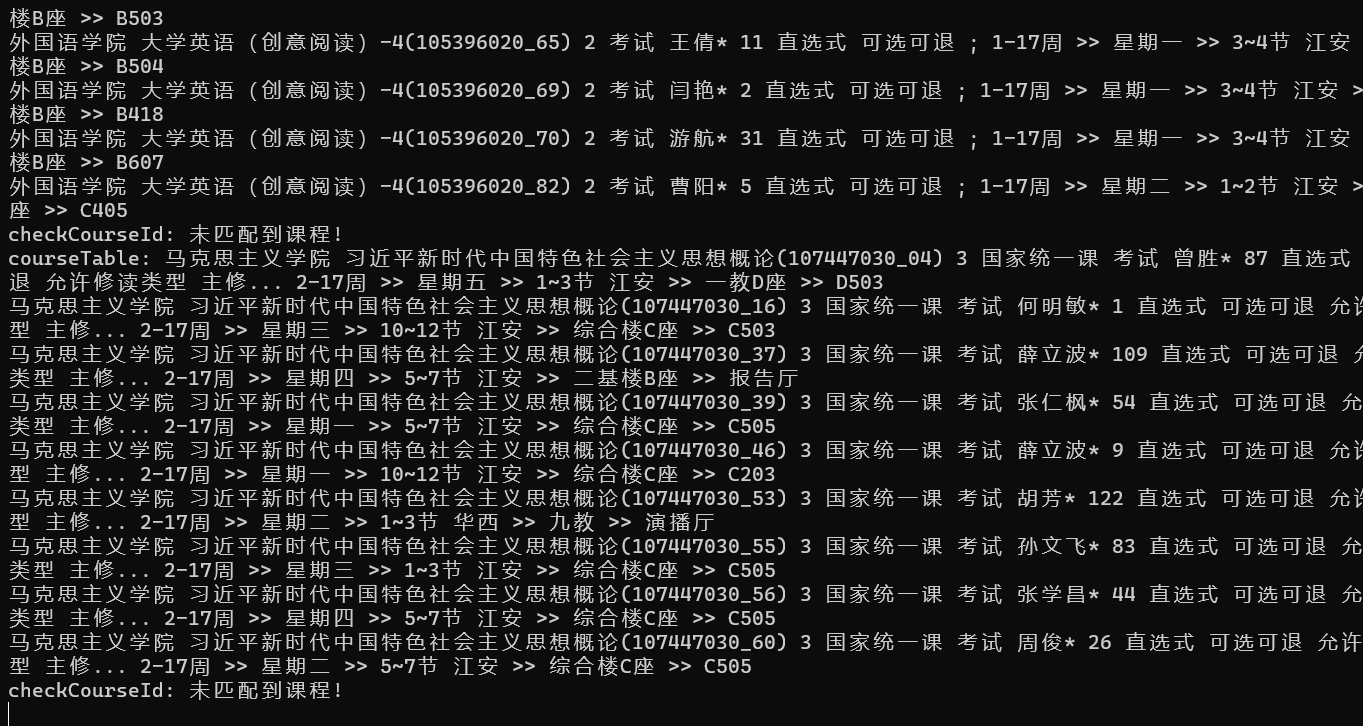 楼B座 >> B503
外国语学院 大学英语（创意阅读）-4(105396020_65) 2 考试 王倩* 11 直选式 可选可退 ; 1-17周 >> 星期一 >> 3~4节 江安
楼B座 >> B504
外国语学院 大学英语（创意阅读）-4(105396020_69) 2 考试 闫艳* 2 直选式 可选可退 ; 1-17周 >> 星期一 >> 3~4节 江安 >
楼B座 >> B418
外国语学院 大学英语（创意阅读）-4(105396020_70) 2 考试 游航* 31 直选式 可选可退 ; 1-17周 >> 星期一 >> 3~4节 江安
楼B座 >> B607
外国语学院 大学英语（创意阅读）-4(105396020_82) 2 考试 曹阳* 5 直选式 可选可退 ; 1-17周 >> 星期二 >> 1~2节 江安 >
座 >> C405
checkCourseId: 未匹配到课程!
courseTable: 马克思主义学院 习近平新时代中国特色社会主义思想概论(107447030_04) 3 国家统一课 考试 曾胜* 87 直选式
退 允许修读类型 主修... 2-17周 >> 星期五 >> 1~3节 江安 >> 一教D座 >> D503
马克思主义学院 习近平新时代中国特色社会主义思想概论(107447030_16) 3 国家统一课 考试 何明敏* 1 直选式 可选可退 允许
型 主修... 2-17周 >> 星期三 >> 10~12节 江安 >> 综合楼C座 >> C503
马克思主义学院 习近平新时代中国特色社会主义思想概论(107447030_37) 3 国家统一课 考试 薛立波* 109 直选式 可选可退 允
类型 主修... 2-17周 >> 星期四 >> 5~7节 江安 >> 二基楼B座 >> 报告厅
马克思主义学院 习近平新时代中国特色社会主义思想概论(107447030_39) 3 国家统一课 考试 张仁枫* 54 直选式 可选可退 允
类型 主修... 2-17周 >> 星期一 >> 5~7节 江安 >> 综合楼C座 >> C505
马克思主义学院 习近平新时代中国特色社会主义思想概论(107447030_46) 3 国家统一课 考试 薛立波* 9 直选式 可选可退 允许
型 主修... 2-17周 >> 星期一 >> 10~12节 江安 >> 综合楼C座 >> C203
马克思主义学院 习近平新时代中国特色社会主义思想概论(107447030_53) 3 国家统一课 考试 胡芳* 122 直选式 可选可退 允许
型 主修... 2-17周 >> 星期二 >> 1~3节 华西 >> 九教 >> 演播厅
马克思主义学院 习近平新时代中国特色社会主义思想概论(107447030_55) 3 国家统一课 考试 孙文飞* 83 直选式 可选可退 允
类型 主修... 2-17周 >> 星期三 >> 1~3节 江安 >> 综合楼C座 >> C505
马克思主义学院 习近平新时代中国特色社会主义思想概论(107447030_56) 3 国家统一课 考试 张学昌* 44 直选式 可选可退 允
类型 主修... 2-17周 >> 星期四 >> 5~7节 江安 >> 综合楼C座 >> C505
马克思主义学院 习近平新时代中国特色社会主义思想概论(107447030_60) 3 国家统一课 考试 周俊* 26 直选式 可选可退 允许
型 主修... 2-17周 >> 星期二 >> 5~7节 江安 >> 综合楼C座 >> C505
checkCourseId: 未匹配到课程!